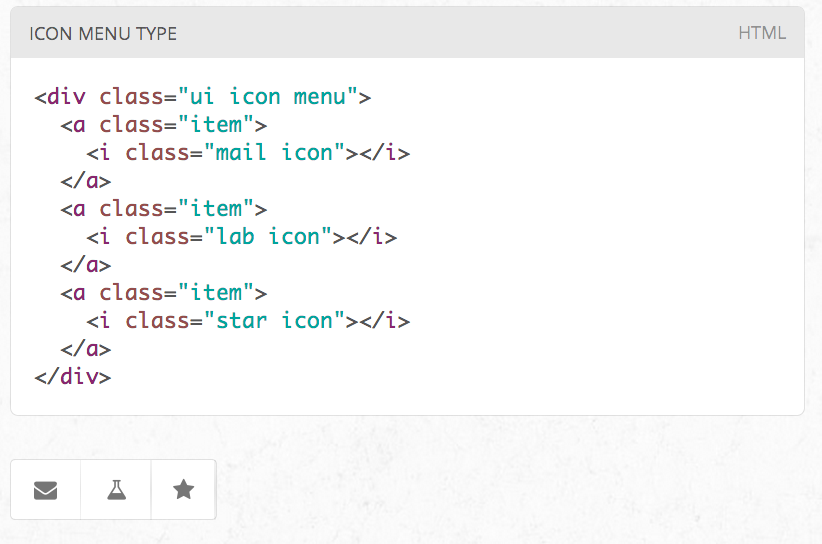 ICON MENU TYPE
HTML
<div class="ui icon menu">
  <a class="item">
    <i class="mail icon"></i>
  </a>
  <a class="item">
    <i class="lab icon"></i>
  </a>
  <a class="item">
    <i class="star icon"></i>
  </a>
</div>